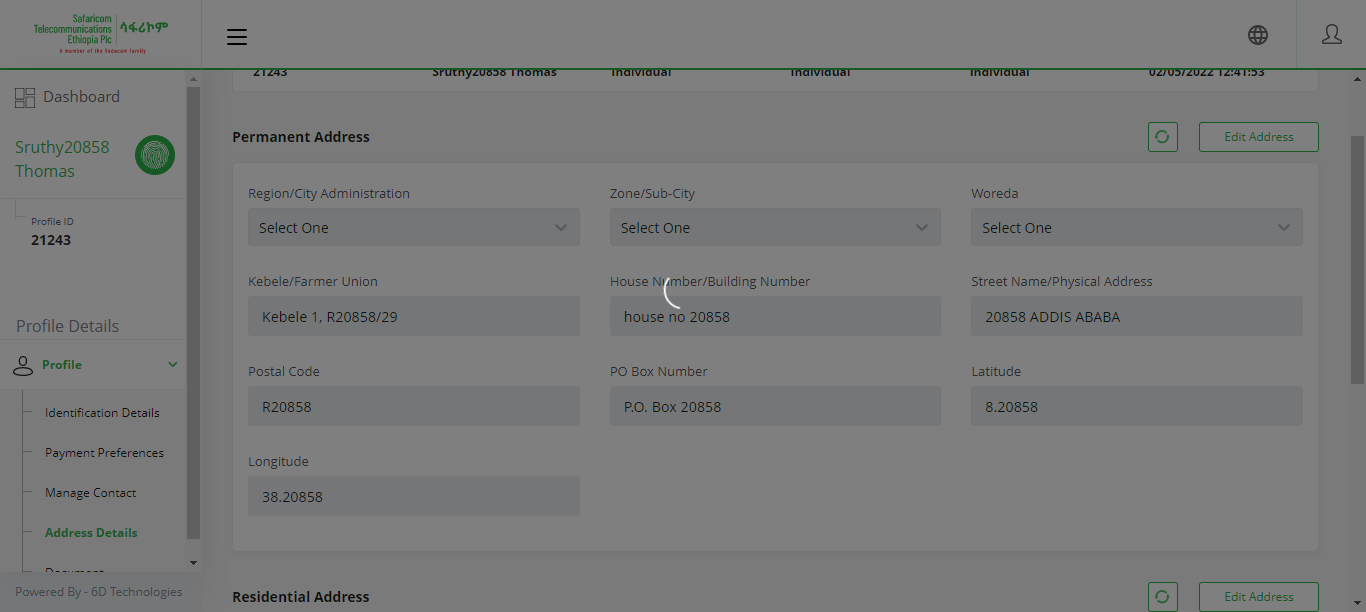 Safaricom
Telecommunications
Ethiopia Plc
ሳፋሪኮም
A member of the Vodacom family
21243 Sruthy20858 Thomas Individual Individual Individual 02/05/2022 12:41:53
Dashboard
Sruthy20858
Thomas
Profile ID
21243
Profile Details
Profile
Identification Details
Payment Preferences
Manage Contact
Address Details
Document
Powered By - 6D Technologies
Permanent Address Edit Address
Region/City Administration Zone/Sub-City Woreda
Select One Select One Select One
Kebele/Farmer Union House Number/Building Number Street Name/Physical Address
Kebele 1, R20858/29 house no 20858 20858 ADDIS ABABA
Postal Code PO Box Number Latitude
R20858 P.O. Box 20858 8.20858
Longitude
38.20858
Residential Address Edit Address